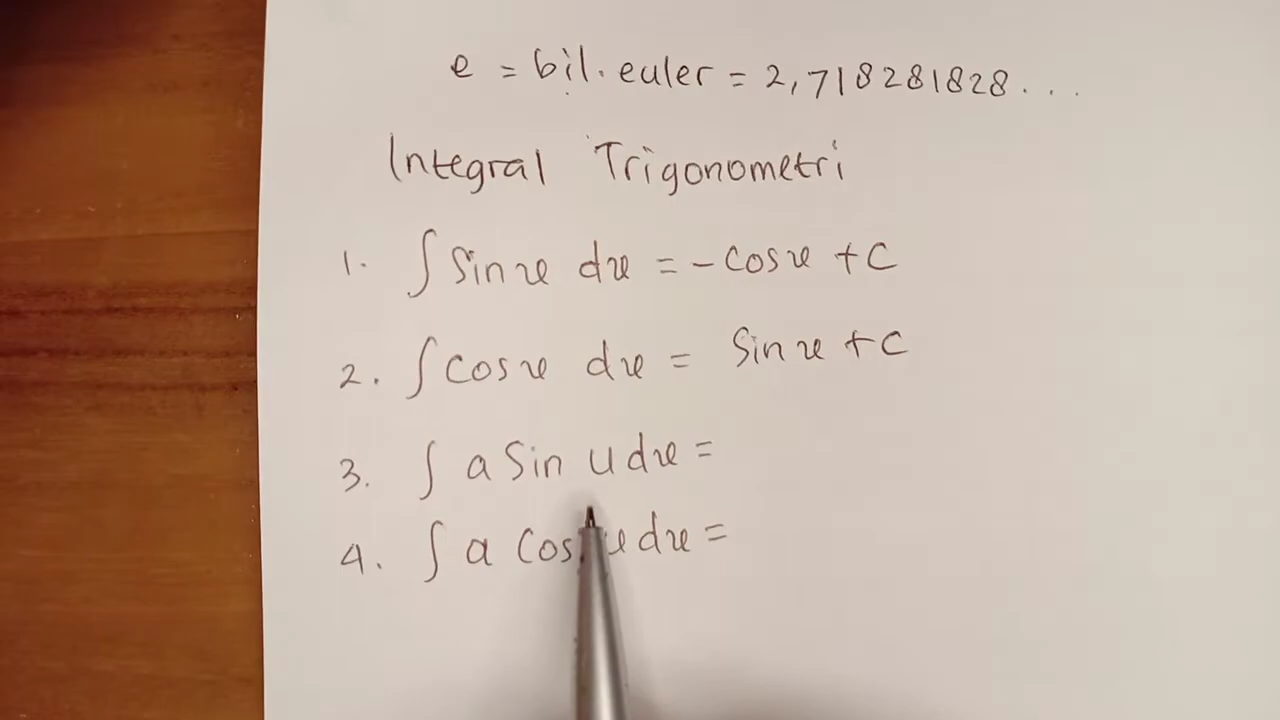 e = bil. euler = 2,718281828...
Integral Trigonometri
1. ∫ sin x dx = -cos x + c
2. ∫ cos x dx = sin x + c
3. ∫ a sin u dx =
4. ∫ a cos u dx =